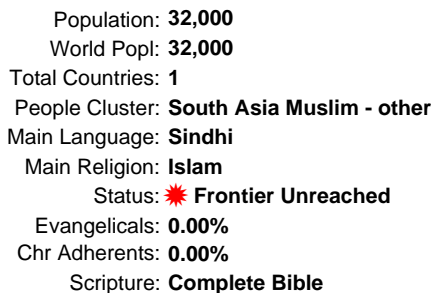 Population: 32,000
World Popl: 32,000
Total Countries: 1
People Cluster: South Asia Muslim - other
Main Language: Sindhi
Main Religion: Islam
Status: Frontier Unreached
Evangelicals: 0.00%
Chr Adherents: 0.00%
Scripture: Complete Bible